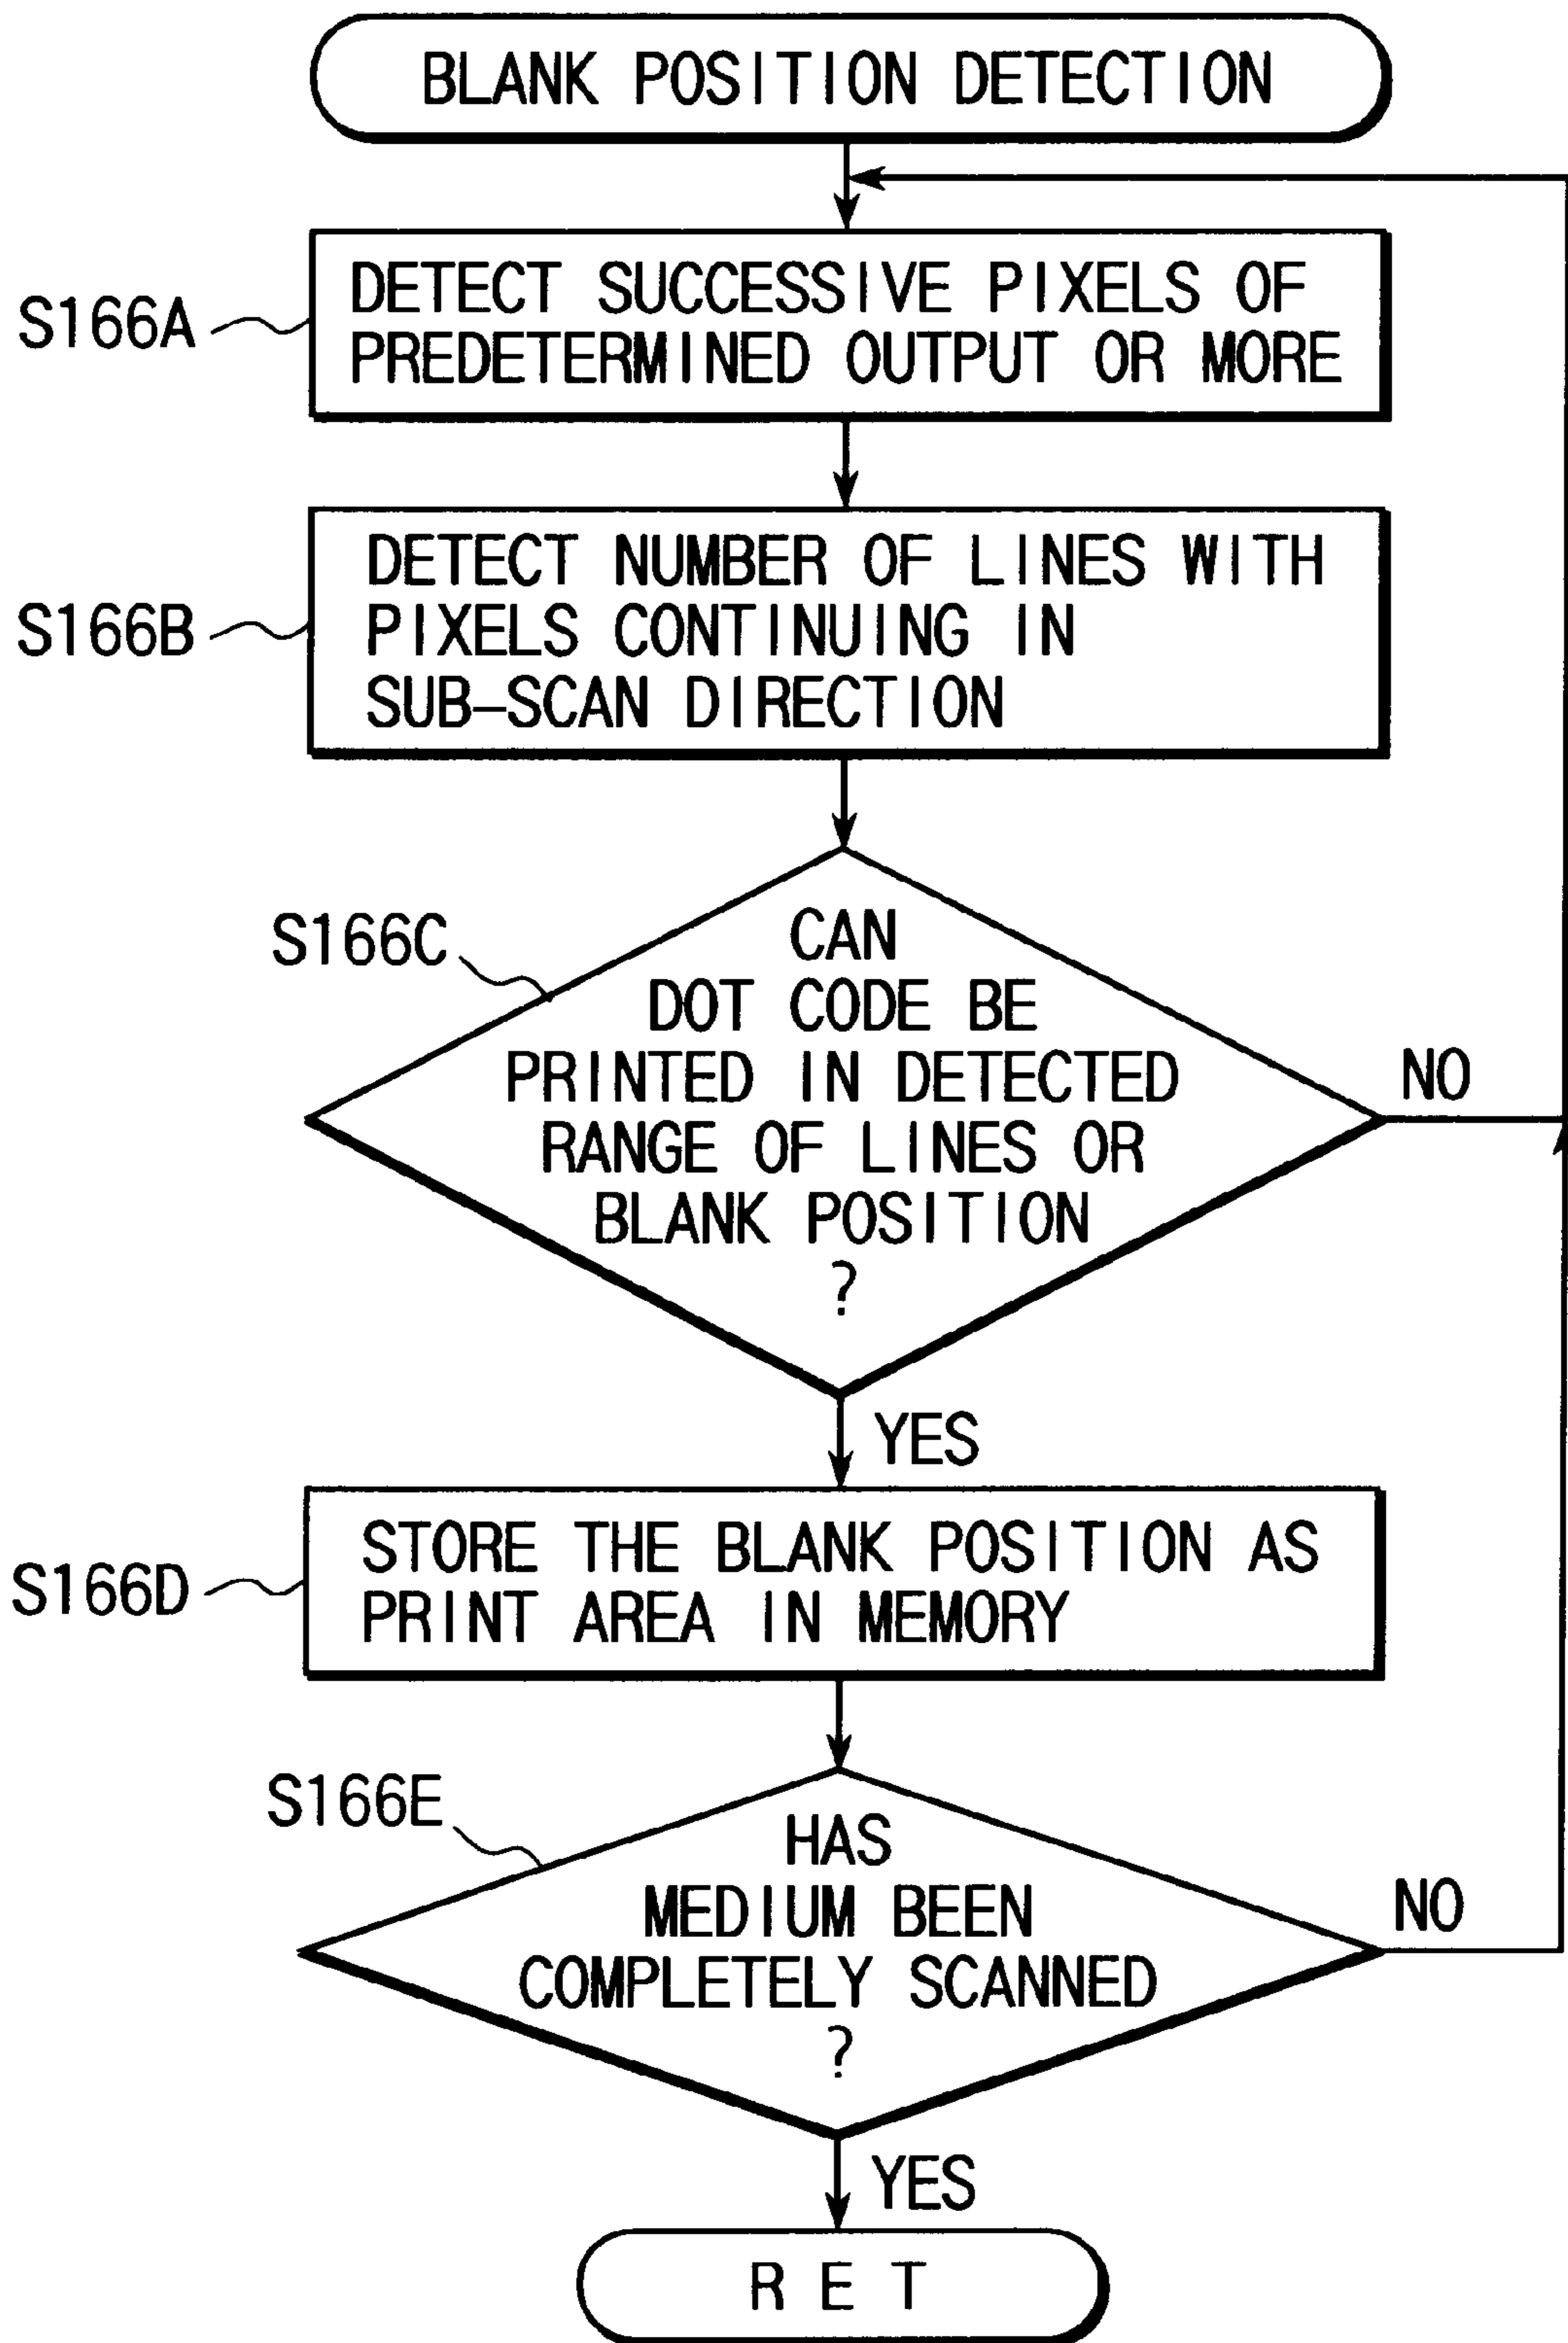 BLANK POSITION DETECTION
S166A
DETECT SUCCESSIVE PIXELS OF
PREDETERMINED OUTPUT OR MORE
S166B
DETECT NUMBER OF LINES WITH
PIXELS CONTINUING IN
SUB-SCAN DIRECTION
S166C
CAN
DOT CODE BE
PRINTED IN DETECTED
RANGE OF LINES OR
BLANK POSITION
?
NO
YES
S166D
STORE THE BLANK POSITION AS
PRINT AREA IN MEMORY
S166E
HAS
MEDIUM BEEN
COMPLETELY SCANNED
?
NO
YES
RET